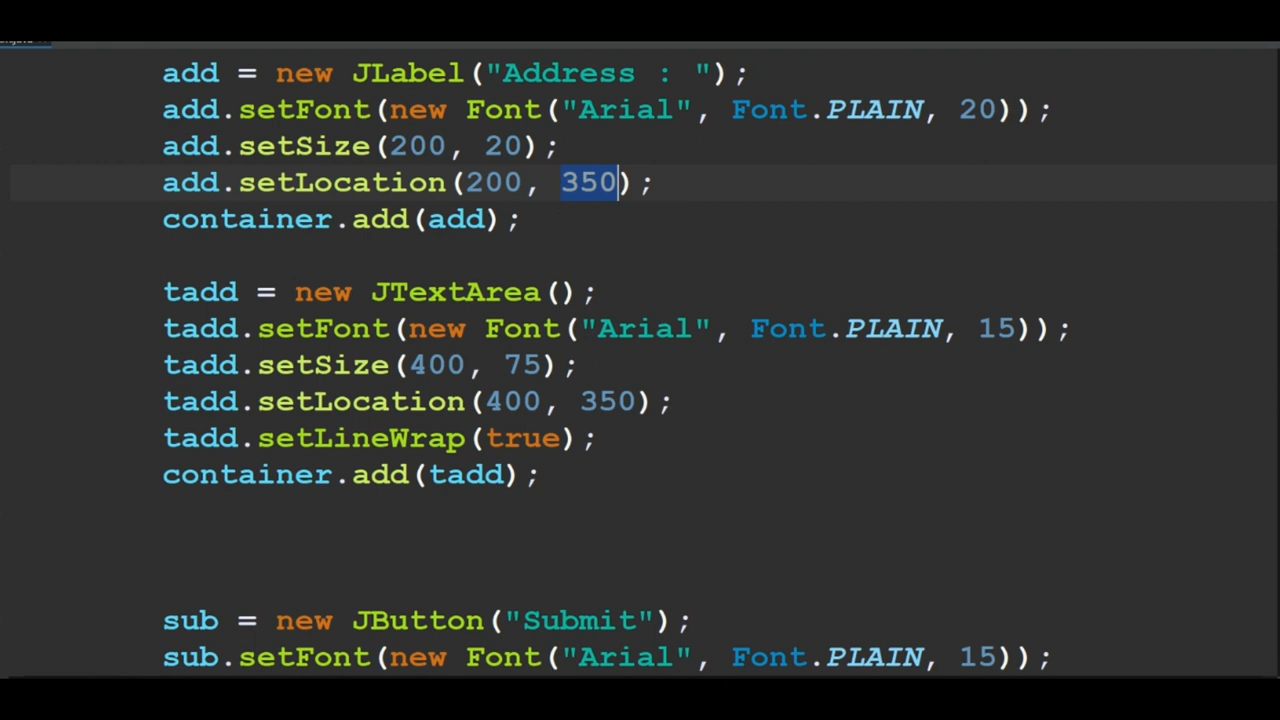 add = new JLabel("Address : ");
add.setFont(new Font("Arial", Font.PLAIN, 20));
add.setSize(200, 20);
add.setLocation(200, 350);
container.add(add);
tadd = new JTextArea();
tadd.setFont(new Font("Arial", Font.PLAIN, 15));
tadd.setSize(400, 75);
tadd.setLocation(400, 350);
tadd.setLineWrap(true);
container.add(tadd);
sub = new JButton("Submit");
sub.setFont(new Font("Arial", Font.PLAIN, 15));